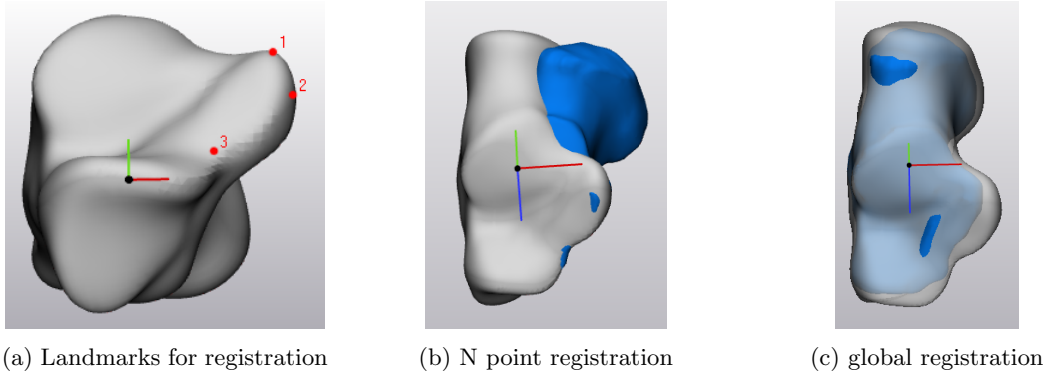 1
2
3
(a) Landmarks for registration
(b) N point registration
(c) global registration